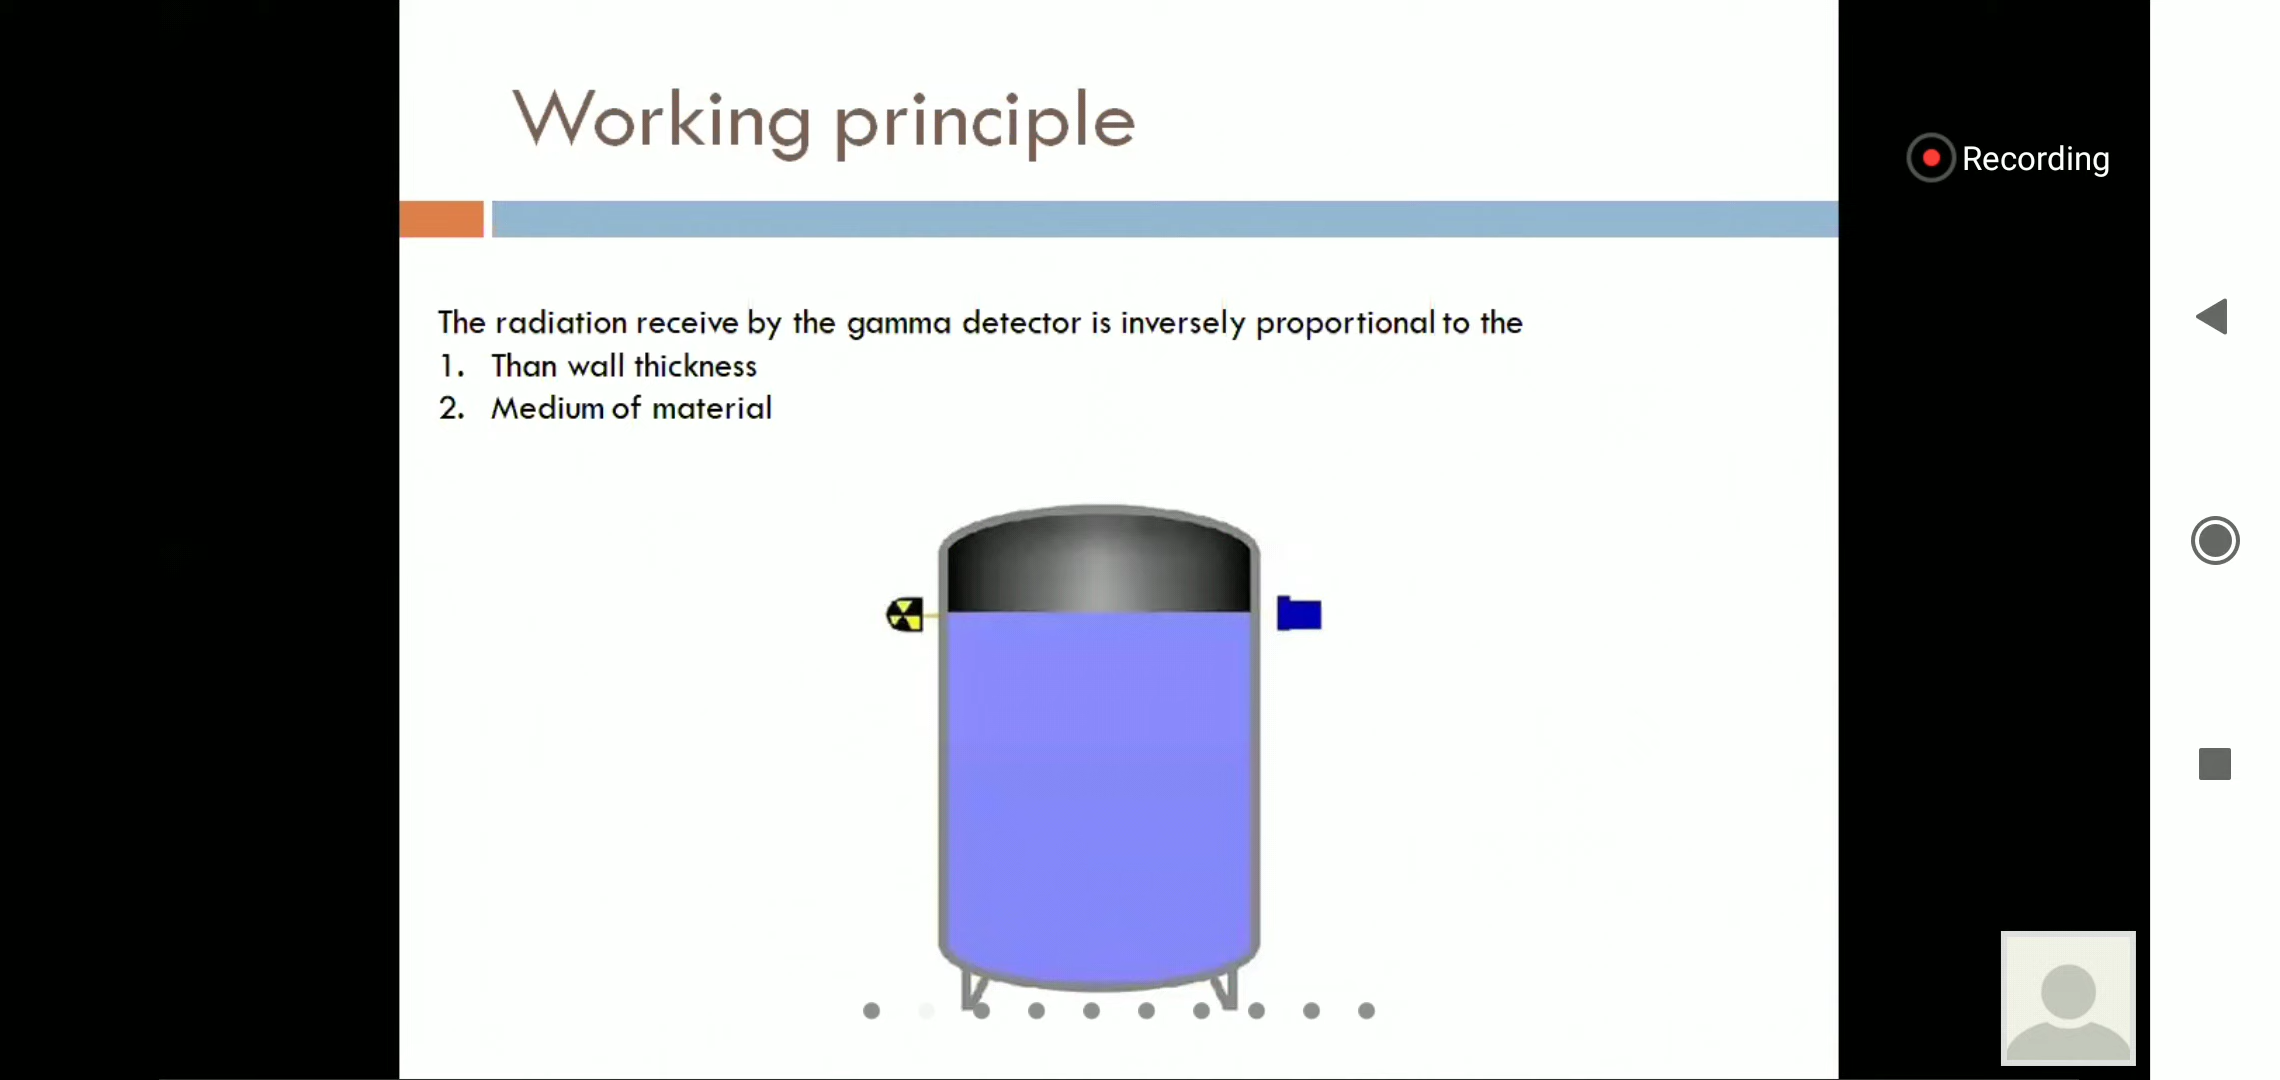 Working principle
Recording
The radiation receive by the gamma detector is inversely proportional to the
1. Than wall thickness
2. Medium of material